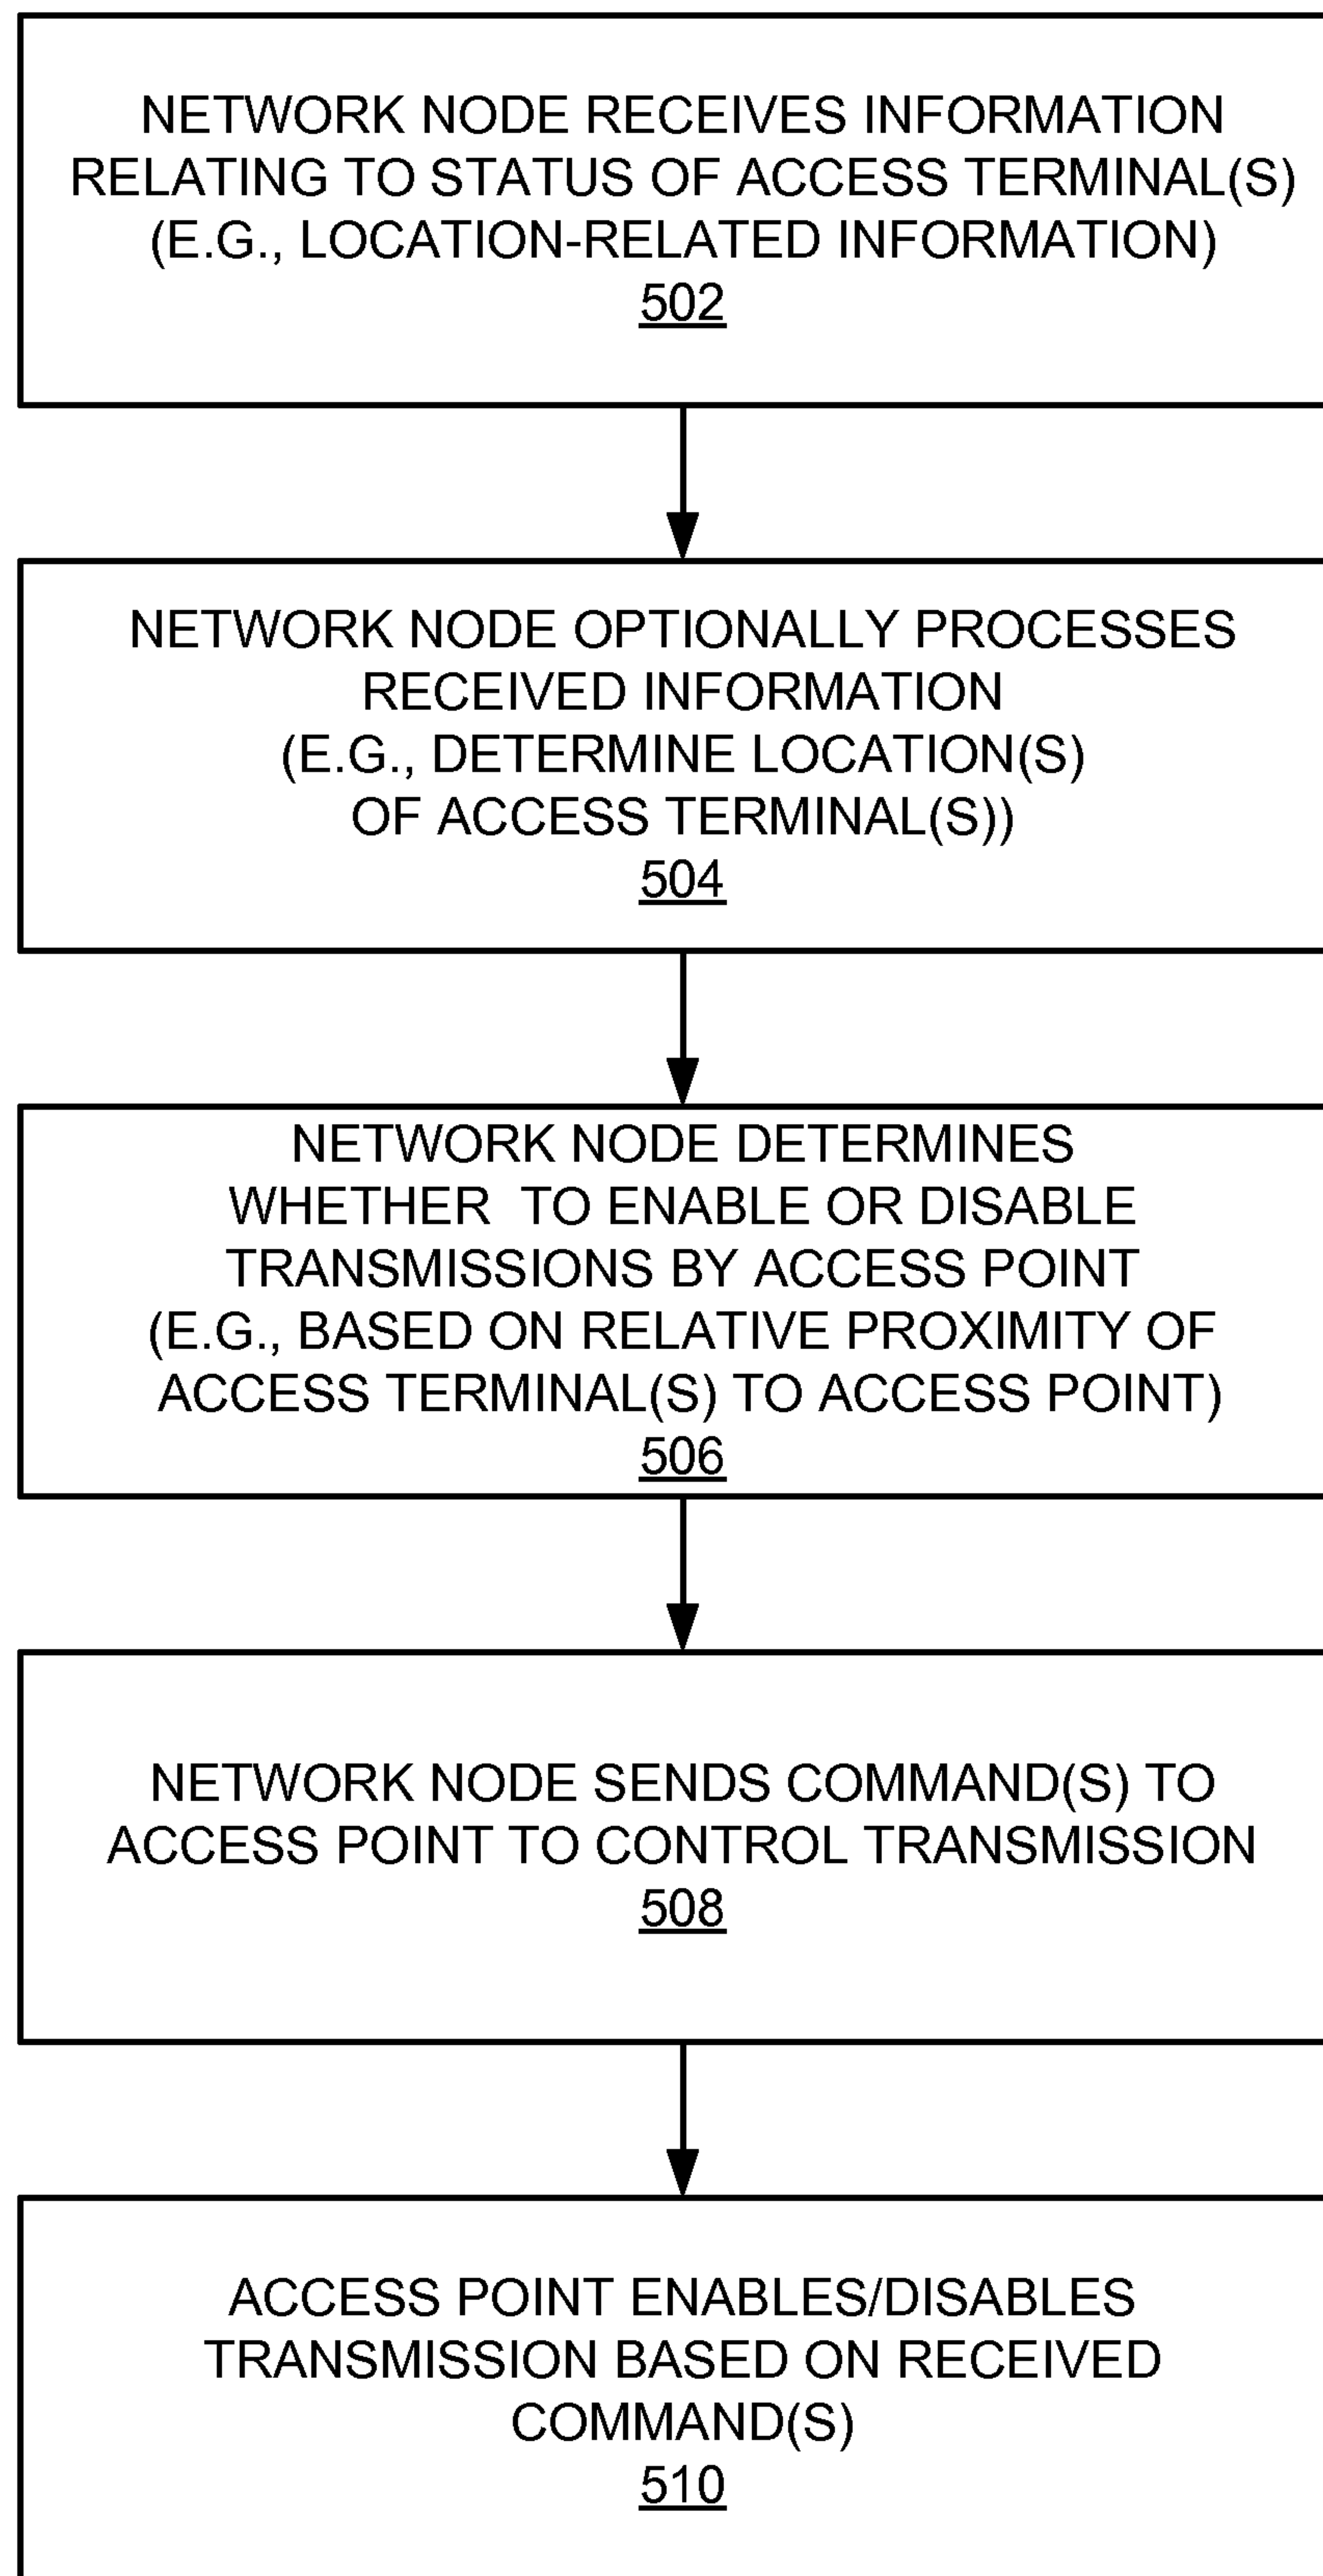 NETWORK NODE RECEIVES INFORMATION
RELATING TO STATUS OF ACCESS TERMINAL(S)
(E.G., LOCATION-RELATED INFORMATION)
502
NETWORK NODE OPTIONALLY PROCESSES
RECEIVED INFORMATION
(E.G., DETERMINE LOCATION(S)
OF ACCESS TERMINAL(S))
504
NETWORK NODE DETERMINES
WHETHER TO ENABLE OR DISABLE
TRANSMISSIONS BY ACCESS POINT
(E.G., BASED ON RELATIVE PROXIMITY OF
ACCESS TERMINAL(S) TO ACCESS POINT)
506
NETWORK NODE SENDS COMMAND(S) TO
ACCESS POINT TO CONTROL TRANSMISSION
508
ACCESS POINT ENABLES/DISABLES
TRANSMISSION BASED ON RECEIVED
COMMAND(S)
510